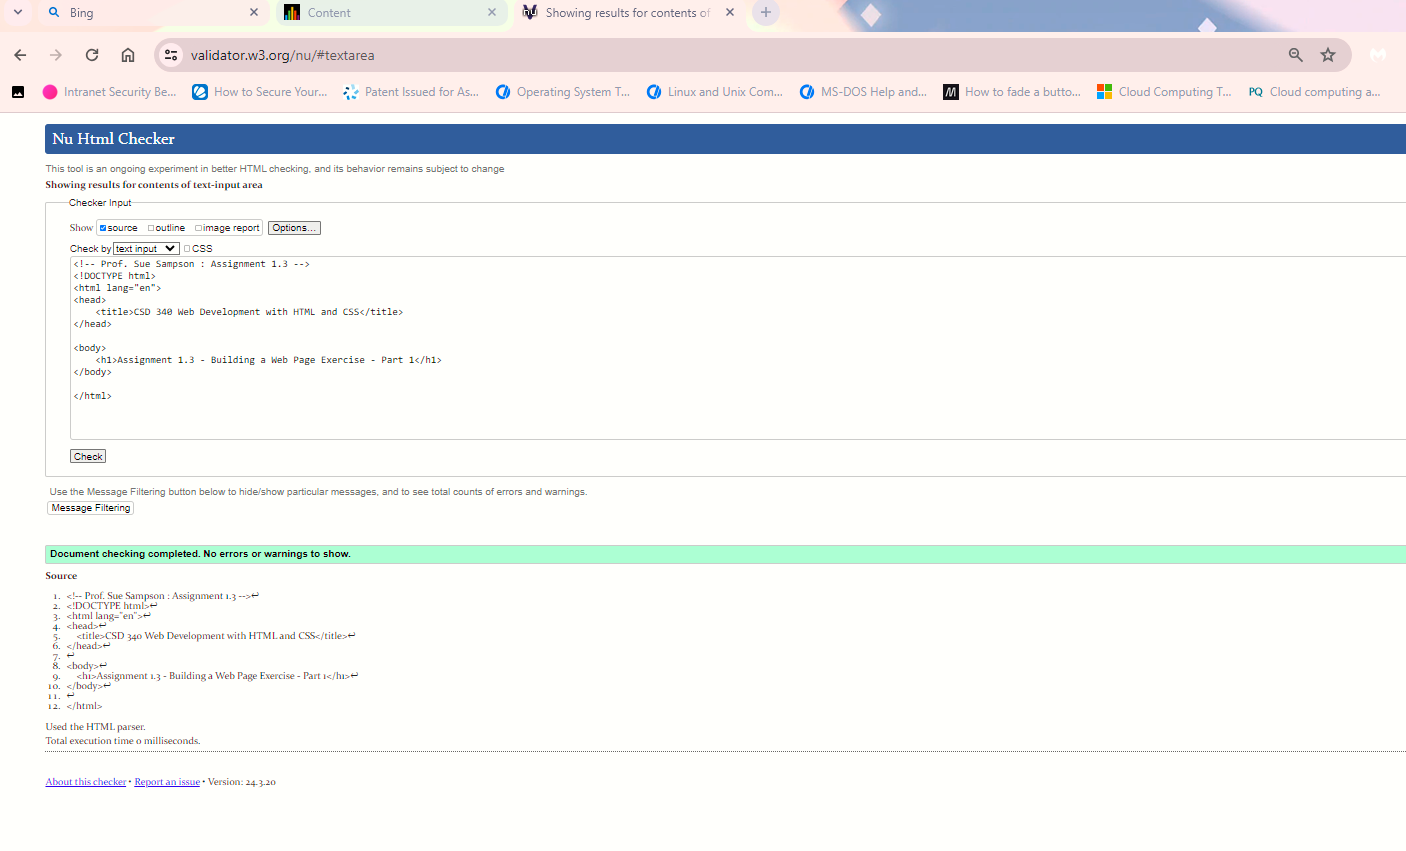 Bing
Content
Showing results for contents of
validator.w3.org/nu/#textarea
Intranet Security Be... How to Secure Your... Patent Issued for As... Operating System T... Linux and Unix Com... MS-DOS Help and... How to fade a butto... Cloud Computing T... PQ Cloud computing a...
Nu Html Checker
This tool is an ongoing experiment in better HTML checking, and its behavior remains subject to change
Showing results for contents of text-input area
Checker Input
Show source outline image report Options...
Check by text input CSS
<!-- Prof. Sue Sampson : Assignment 1.3 -->
<!DOCTYPE html>
<html lang="en">
<head>
<title>CSD 340 Web Development with HTML and CSS</title>
</head>
<body>
<h1>Assignment 1.3 - Building a Web Page Exercise - Part 1</h1>
</body>
</html>
Check
Use the Message Filtering button below to hide/show particular messages, and to see total counts of errors and warnings.
Message Filtering
Document checking completed. No errors or warnings to show.
Source
1. <!-- Prof. Sue Sampson : Assignment 1.3 -->↩
2. <!DOCTYPE html>↩
3. <html lang="en">↩
4. <head>↩
5. <title>CSD 340 Web Development with HTML and CSS</title>↩
6. </head>↩
7. ↩
8. <body>↩
9. <h1>Assignment 1.3 - Building a Web Page Exercise - Part 1</h1>↩
10. </body>↩
11. ↩
12. </html>
Used the HTML parser.
Total execution time 0 milliseconds.
About this checker • Report an issue • Version: 24.3.20